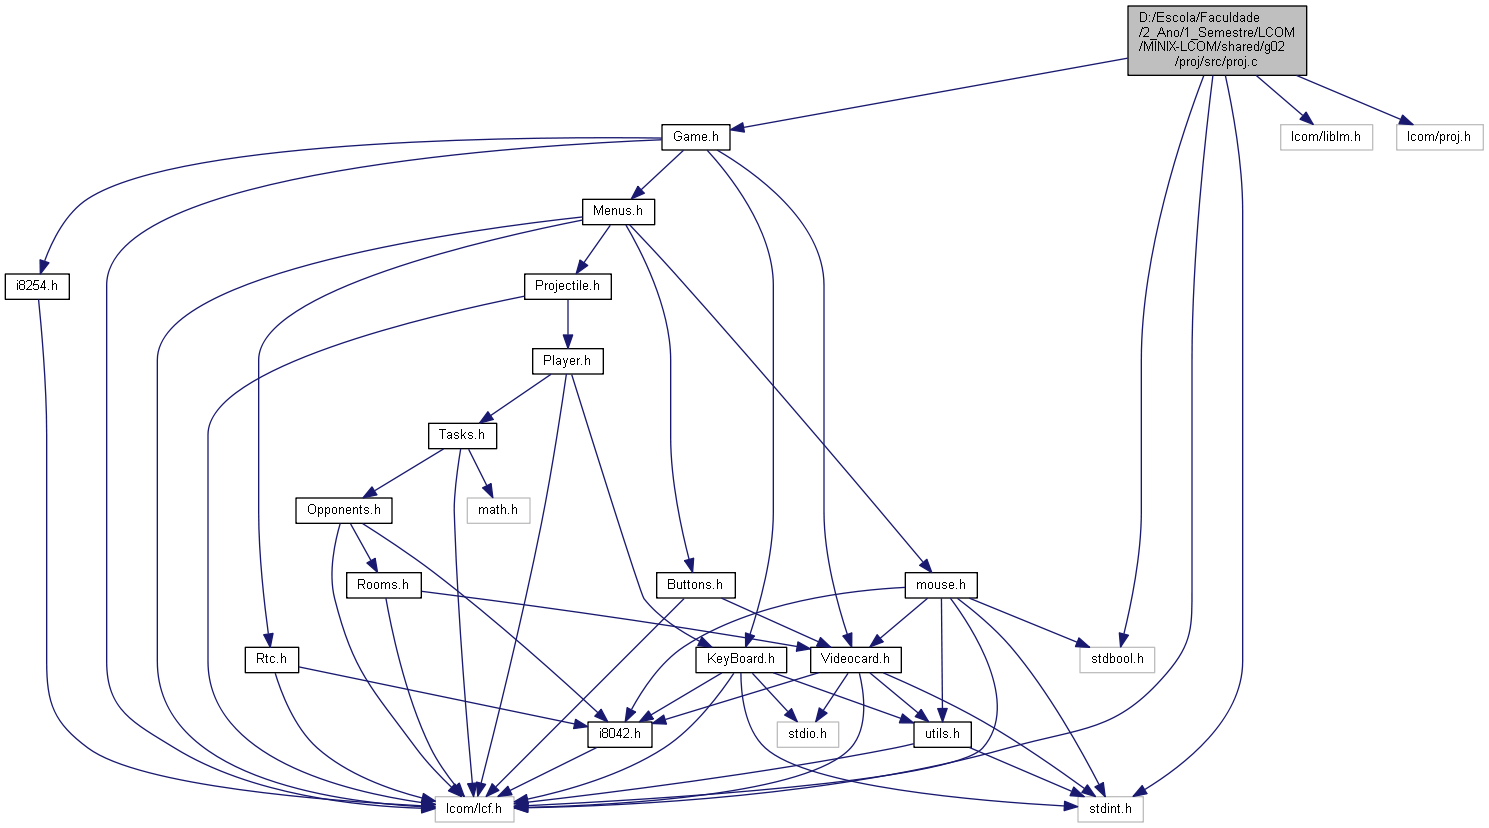 D:/Escola/Faculdade
/2_Ano/1_Semestre/LCOM
/MINIX-LCOM/shared/g02
/proj/src/proj.c
Game.h
lcom/liblm.h
lcom/proj.h
Menus.h
i8254.h
Projectile.h
Player.h
Tasks.h
Opponents.h
math.h
Rooms.h
Buttons.h
mouse.h
Rtc.h
KeyBoard.h
Videocard.h
stdbool.h
i8042.h
stdio.h
utils.h
lcom/lcf.h
stdint.h